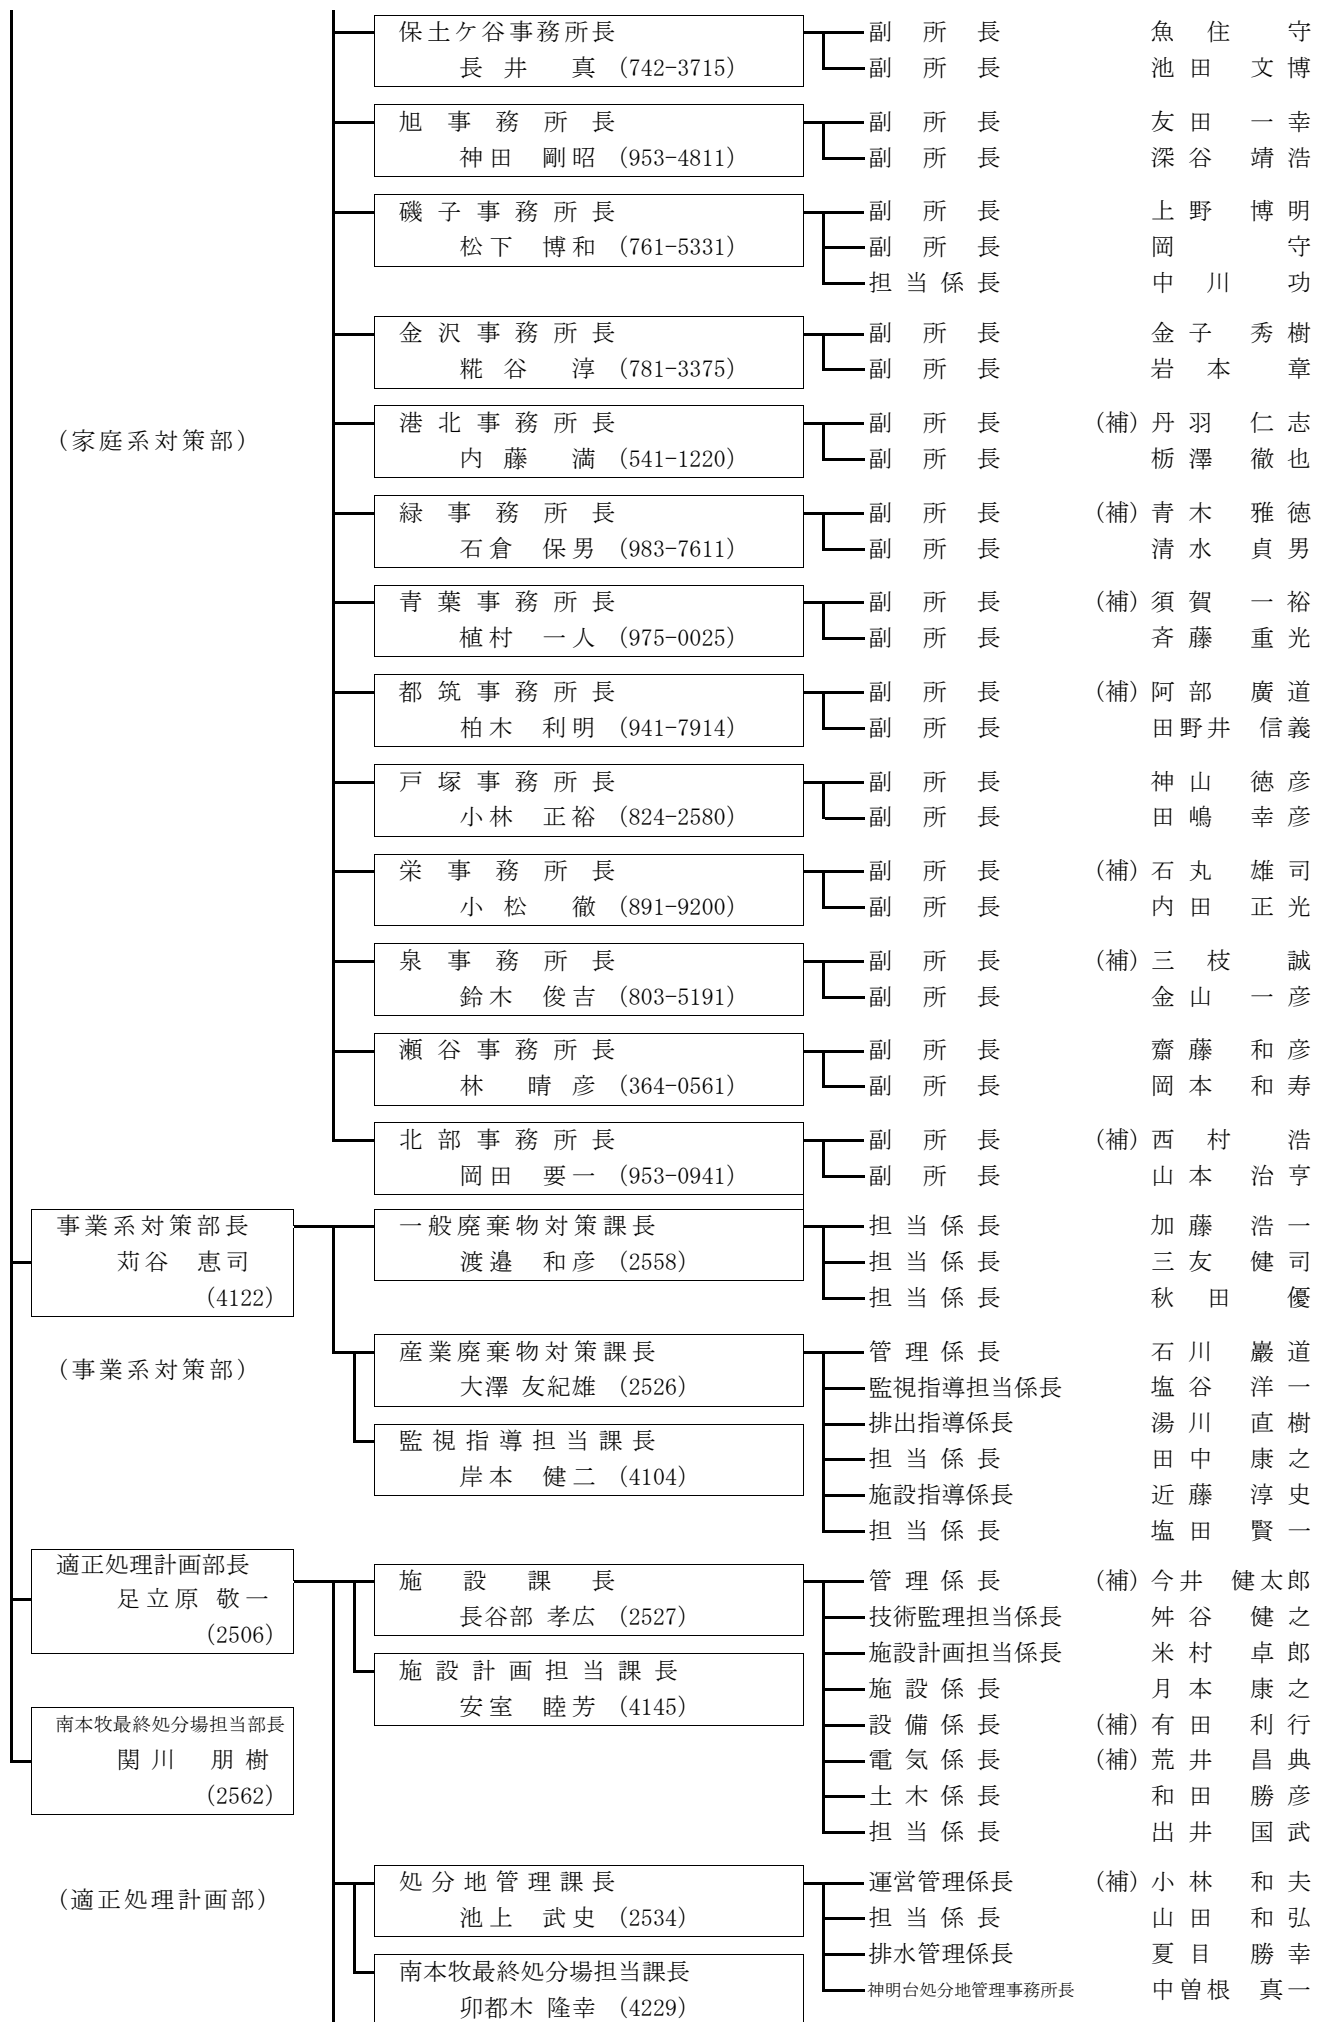 保土ケ谷事務所長 副所長 魚住 守
長井 真 (742-3715) 副所長 池田 文博
旭事務所長 副所長 友田 一幸
神田 剛昭 (953-4811) 副所長 深谷 靖浩
磯子事務所長 副所長 上野 博明
松下 博和 (761-5331) 副所長 岡 守
担当係長 中川 功
金沢事務所長 副所長 金子 秀樹
糀谷 淳 (781-3375) 副所長 岩本 章
港北事務所長 副所長 (補) 丹羽 仁志
(家庭系対策部)
内藤 満 (541-1220) 副所長 栃澤 徹也
緑事務所長 副所長 (補) 青木 雅徳
石倉 保男 (983-7611) 副所長 清水 貞男
青葉事務所長 副所長 (補) 須賀 一裕
植村 一人 (975-0025) 副所長 斉藤 重光
都筑事務所長 副所長 (補) 阿部 廣道
柏木 利明 (941-7914) 副所長 田野井 信義
戸塚事務所長 副所長 神山 徳彦
小林 正裕 (824-2580) 副所長 田嶋 幸彦
栄事務所長 副所長 (補) 石丸 雄司
小松 徹 (891-9200) 副所長 内田 正光
泉事務所長 副所長 (補) 三枝 誠
鈴木 俊吉 (803-5191) 副所長 金山 一彦
瀬谷事務所長 副所長 齋藤 和彦
林 晴彦 (364-0561) 副所長 岡本 和寿
北部事務所長 副所長 (補) 西村 浩
岡田 要一 (953-0941) 副所長 山本 治亨
事業系対策部長 一般廃棄物対策課長 担当係長 加藤 浩一
苅谷 恵司 渡邉 和彦 (2558) 担当係長 三友 健司
(4122) 担当係長 秋田 優
産業廃棄物対策課長 管理係長 石川 巖道
(事業系対策部)
大澤 友紀雄 (2526) 監視指導担当係長 塩谷 洋一
排出指導係長 湯川 直樹
監視指導担当課長
岸本 健二 (4104) 担当係長 田中 康之
施設指導係長 近藤 淳史
担当係長 塩田 賢一
適正処理計画部長 施設課長 管理係長 (補) 今井 健太郎
足立原 敬一 長谷部 孝広 (2527) 技術監理担当係長 舛谷 健之
(2506) 施設計画担当係長 米村 卓郎
施設計画担当課長 施設係長 月本 康之
安室 睦芳 (4145)
南本牧最終処分場担当部長 設備係長 (補) 有田 利行
関川 朋樹 電気係長 (補) 荒井 昌典
(2562) 土木係長 和田 勝彦
担当係長 出井 国武
処分地管理課長 運営管理係長 (補) 小林 和夫
(適正処理計画部)
池上 武史 (2534) 担当係長 山田 和弘
排水管理係長 夏目 勝幸
南本牧最終処分場担当課長 神明台処分地管理事務所長 中曽根 真一
卯都木 隆幸 (4229)